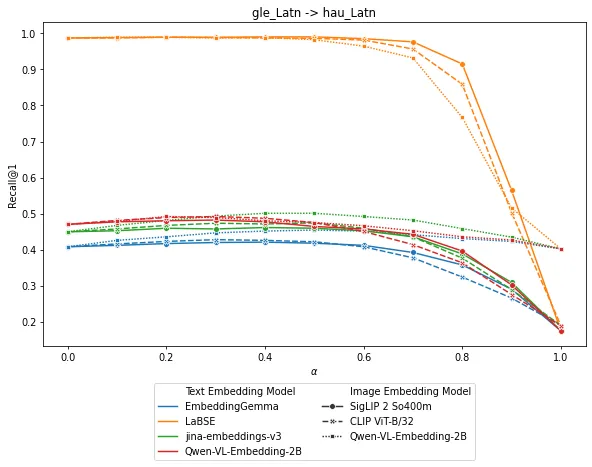 gle_Latn -> hau_Latn
Recall@1
1.0
0.9
0.8
0.7
0.6
0.5
0.4
0.3
0.2
0.0 0.2 0.4 0.6 0.8 1.0
α
Text Embedding Model Image Embedding Model
EmbeddingGemma SigLIP 2 So400m
LaBSE CLIP ViT-B/32
jina-embeddings-v3 Qwen-VL-Embedding-2B
Qwen-VL-Embedding-2B